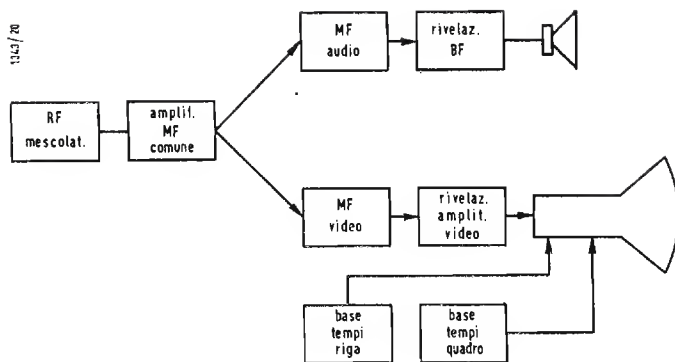 1343/20
MF
audio
rivelaz.
BF
RF
mescolat.
amplif.
MF
comune
MF
video
rivelaz.
amplif.
video
base
tempi
riga
base
tempi
quadro